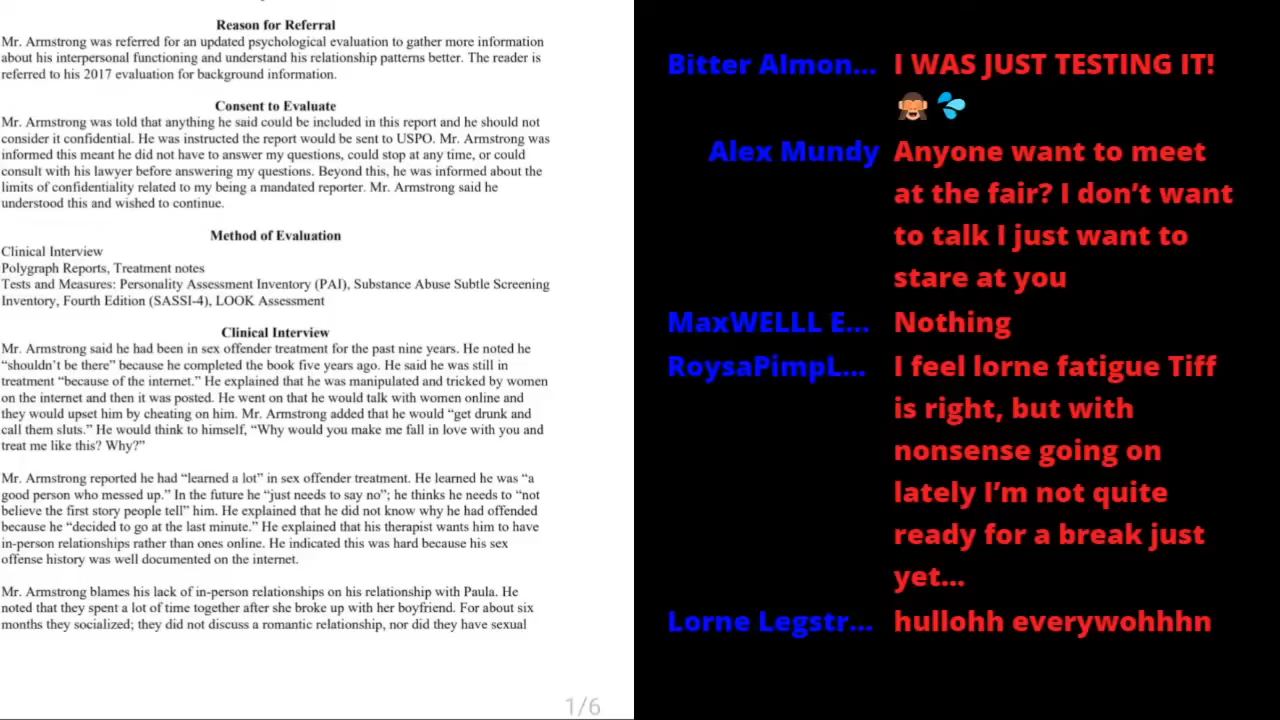 Reason for Referral
Mr. Armstrong was referred for an updated psychological evaluation to gather more information
about his interpersonal functioning and understand his relationship patterns better. The reader is
referred to his 2017 evaluation for background information.
Consent to Evaluate
Mr. Armstrong was told that anything he said could be included in this report and he should not
consider it confidential. He was instructed the report would be sent to USPO. Mr. Armstrong was
informed this meant he did not have to answer my questions, could stop at any time, or could
consult with his lawyer before answering my questions. Beyond this, he was informed about the
limits of confidentiality related to my being a mandated reporter. Mr. Armstrong said he
understood this and wished to continue.
Method of Evaluation
Clinical Interview
Polygraph Reports, Treatment notes
Tests and Measures: Personality Assessment Inventory (PAI), Substance Abuse Subtle Screening
Inventory, Fourth Edition (SASSI-4), LOOK Assessment
Clinical Interview
Mr. Armstrong said he had been in sex offender treatment for the past nine years. He noted he
“shouldn’t be there” because he completed the book five years ago. He said he was still in
treatment “because of the internet.” He explained that he was manipulated and tricked by women
on the internet and then it was posted. He went on that he would talk with women online and
they would upset him by cheating on him. Mr. Armstrong added that he would “get drunk and
call them sluts.” He would think to himself, “Why would you make me fall in love with you and
treat me like this? Why?”
Mr. Armstrong reported he had “learned a lot” in sex offender treatment. He learned he was “a
good person who messed up.” In the future he “just needs to say no”; he thinks he needs to “not
believe the first story people tell” him. He explained that he did not know why he had offended
because he “decided to go at the last minute.” He explained that his therapist wants him to have
in-person relationships rather than ones online. He indicated this was hard because his sex
offense history was well documented on the internet.
Mr. Armstrong blames his lack of in-person relationships on his relationship with Paula. He
noted that they spent a lot of time together after she broke up with her boyfriend. For about six
months they socialized; they did not discuss a romantic relationship, nor did they have sexual
1/6
Bitter Almon... I WAS JUST TESTING IT!
🙈 💦
Alex Mundy Anyone want to meet
at the fair? I don’t want
to talk I just want to
stare at you
MaxWELLL E... Nothing
RoysaPimpL... I feel lorne fatigue Tiff
is right, but with
nonsense going on
lately I’m not quite
ready for a break just
yet...
Lorne Legstr... hullohh everywohhhn